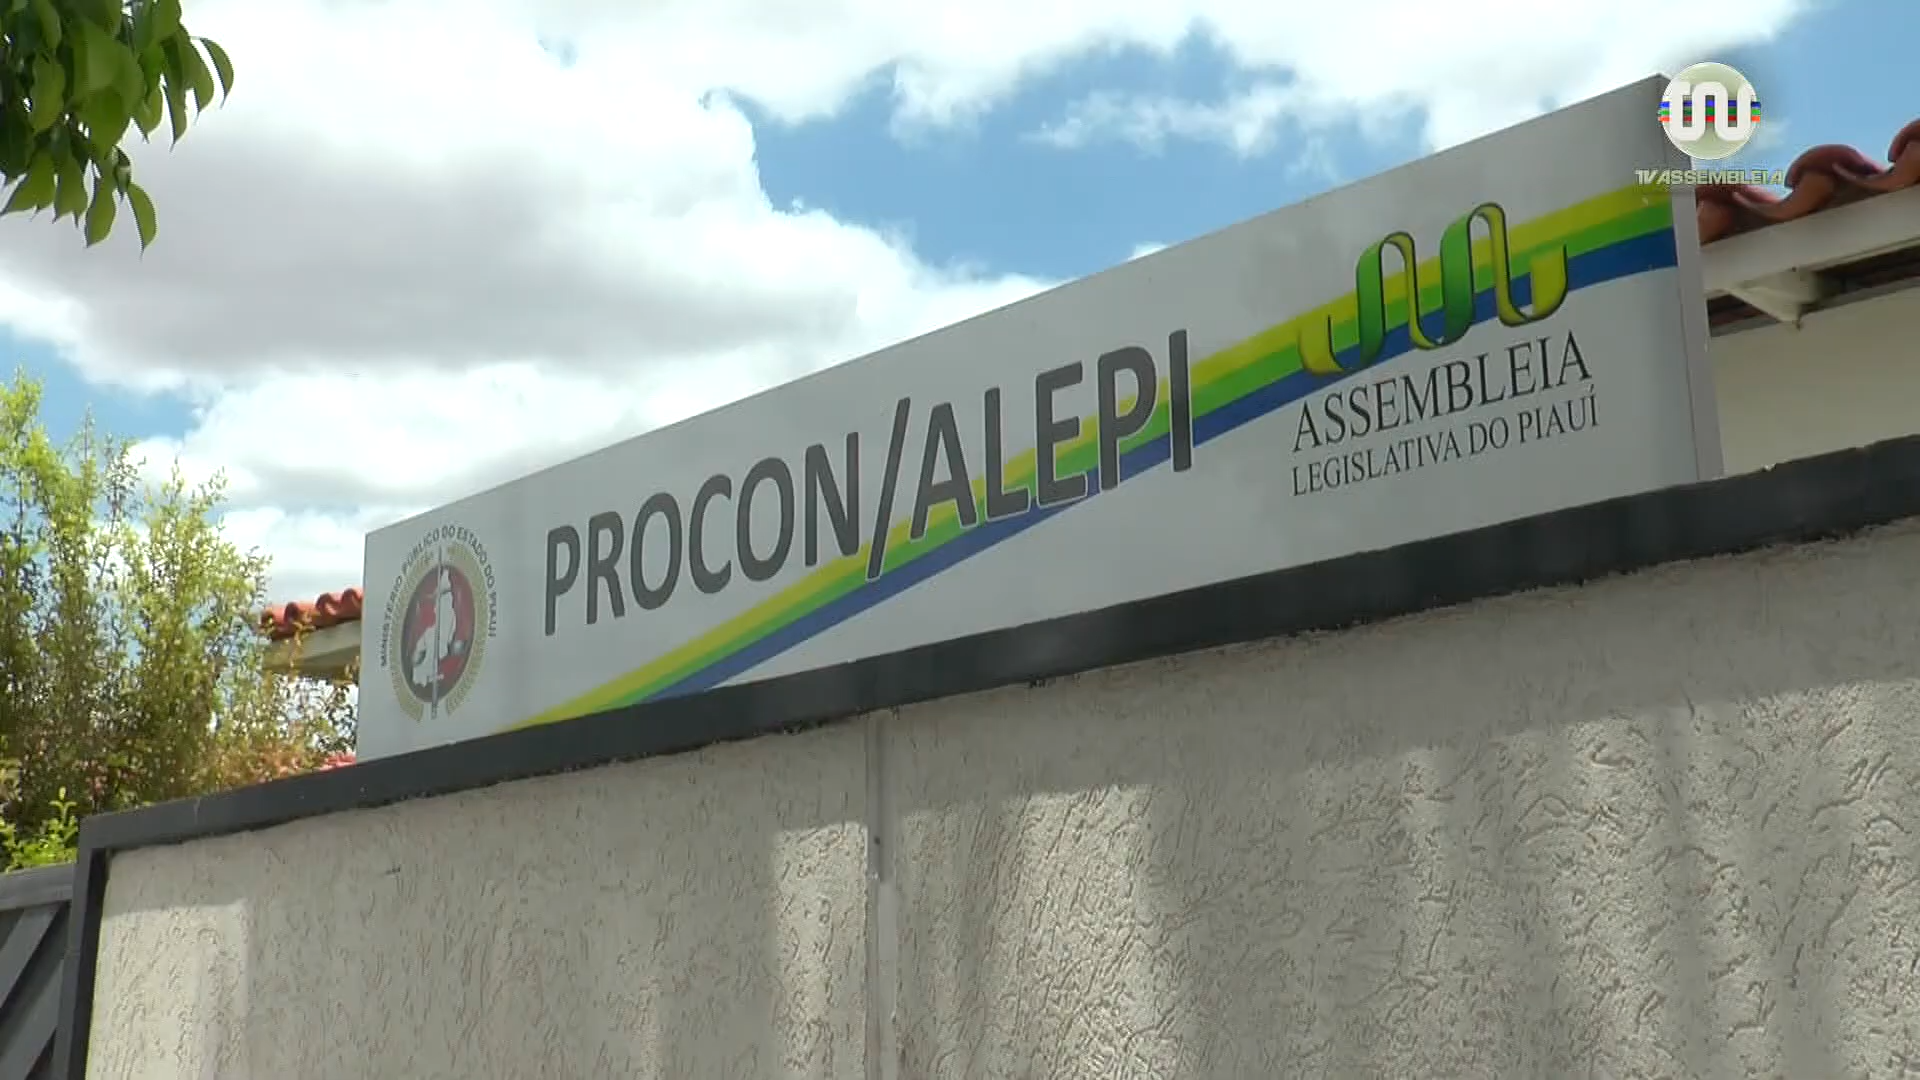 MINISTÉRIO PÚBLICO DO ESTADO DO PIAUÍ
PROCON/ALEPI
ASSEMBLEIA
LEGISLATIVA DO PIAUÍ
TV ASSEMBLEIA